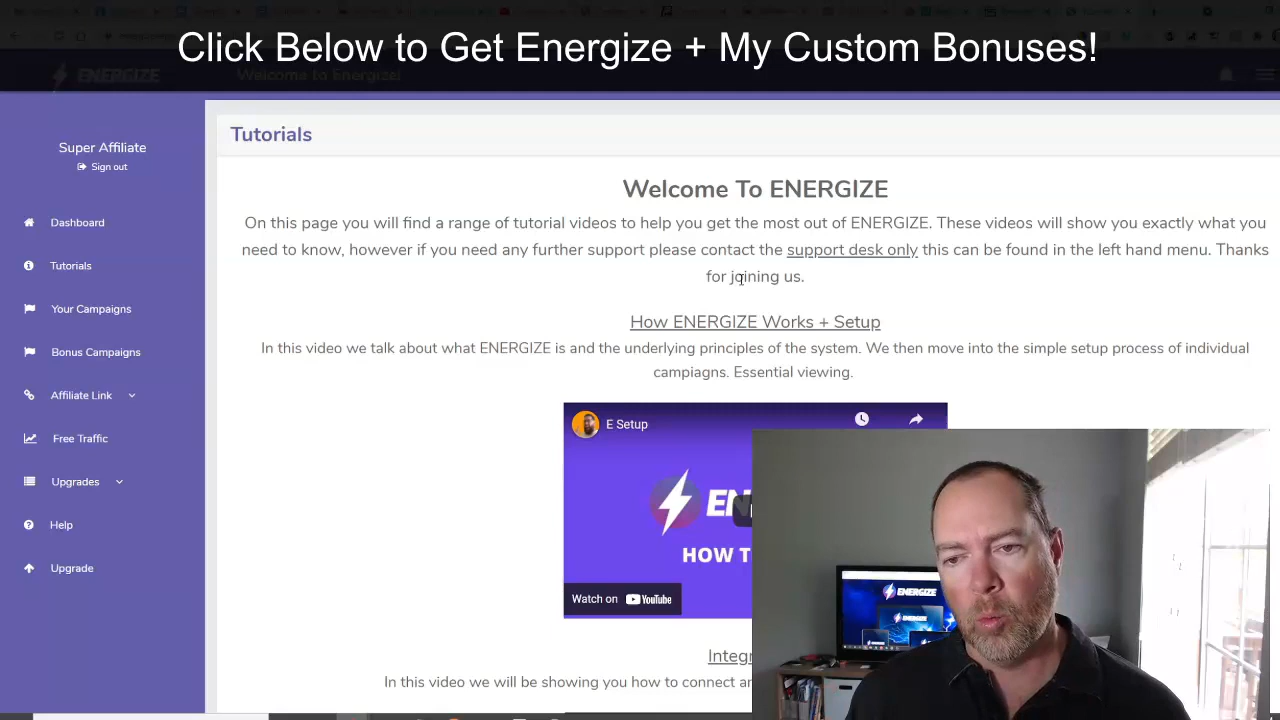 Click Below to Get Energize + My Custom Bonuses!
ENERGIZE
Welcome to Energize!
Super Affiliate
Sign out
Dashboard
Tutorials
Your Campaigns
Bonus Campaigns
Affiliate Link
Free Traffic
Upgrades
Help
Upgrade
Tutorials
Welcome To ENERGIZE
On this page you will find a range of tutorial videos to help you get the most out of ENERGIZE. These videos will show you exactly what you
need to know, however if you need any further support please contact the support desk only this can be found in the left hand menu. Thanks
for joining us.
How ENERGIZE Works + Setup
In this video we talk about what ENERGIZE is and the underlying principles of the system. We then move into the simple setup process of individual
campiagns. Essential viewing.
E Setup
EN
HOW T
Watch on YouTube
Integr
In this video we will be showing you how to connect an
ENERGIZE